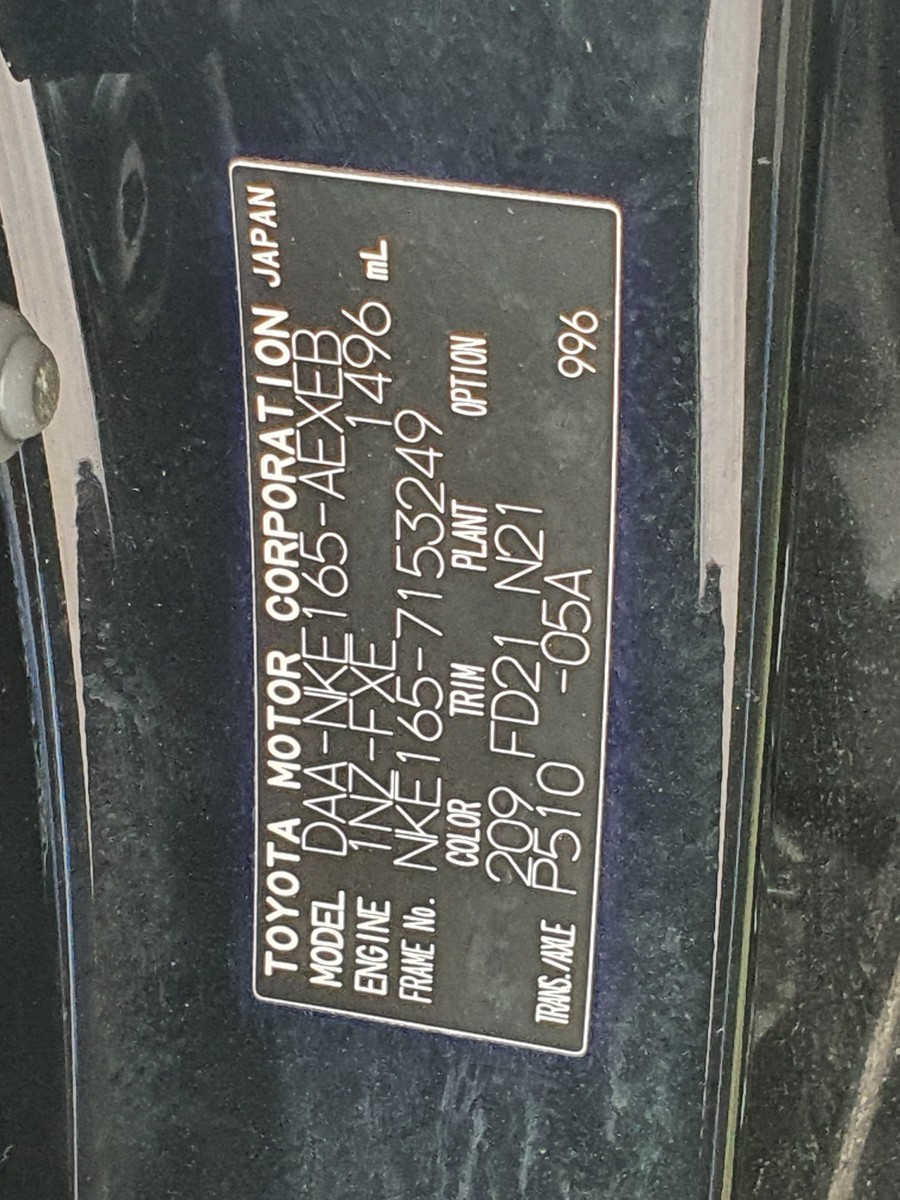 TOYOTA MOTOR CORPORATION JAPAN
MODEL DAA-NKE165-AEXEB
ENGINE 1NZ-FXE 1496 mL
FRAME No. NKE165-7153249
COLOR TRIM PLANT OPTION
209 FD21 N21
TRANS./AXLE P510 -05A 996